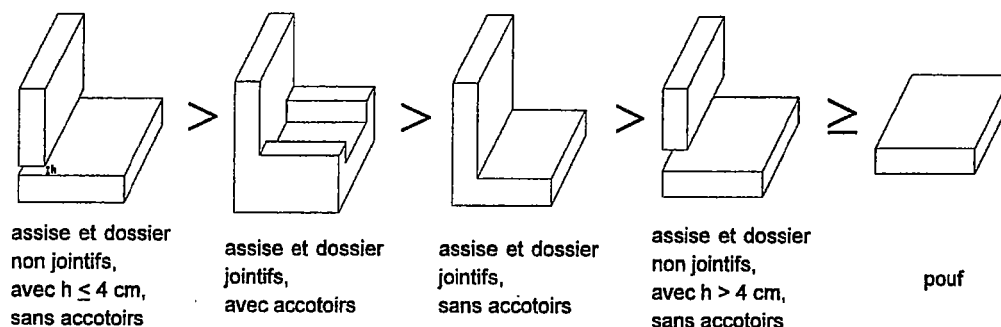 h
>
>
>
≥
assise et dossier
non jointifs,
avec h ≤ 4 cm,
sans accotoirs
assise et dossier
jointifs,
avec accotoirs
assise et dossier
jointifs,
sans accotoirs
assise et dossier
non jointifs,
avec h > 4 cm,
sans accotoirs
pouf